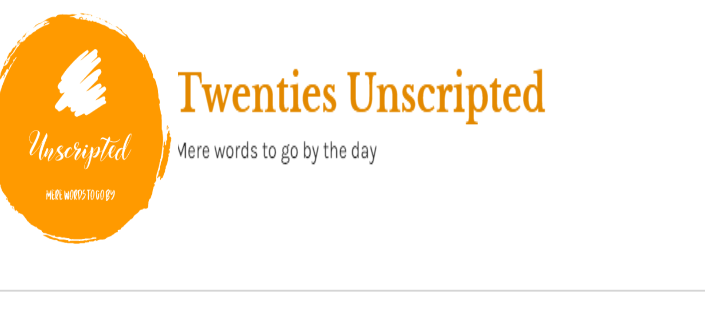 Twenties Unscripted
Mere words to go by the day
Unscripted
MERE WORDS TO GO BY